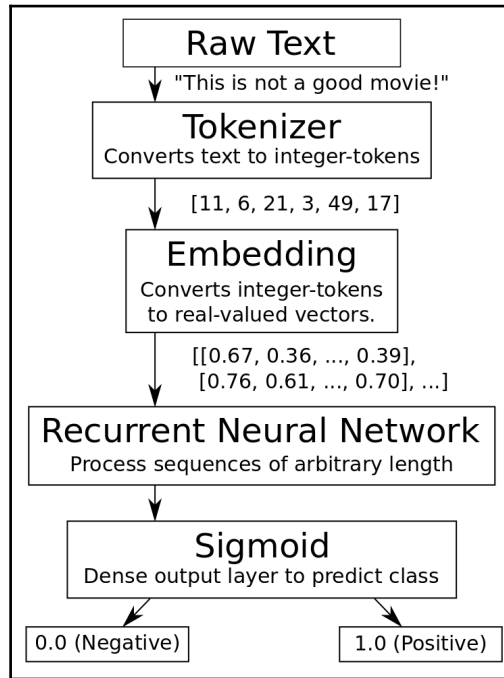 Raw Text
"This is not a good movie!"
Tokenizer
Converts text to integer-tokens
[11, 6, 21, 3, 49, 17]
Embedding
Converts integer-tokens
to real-valued vectors.
[[0.67, 0.36, ..., 0.39],
[0.76, 0.61, ..., 0.70], ...]
Recurrent Neural Network
Process sequences of arbitrary length
Sigmoid
Dense output layer to predict class
0.0 (Negative)
1.0 (Positive)